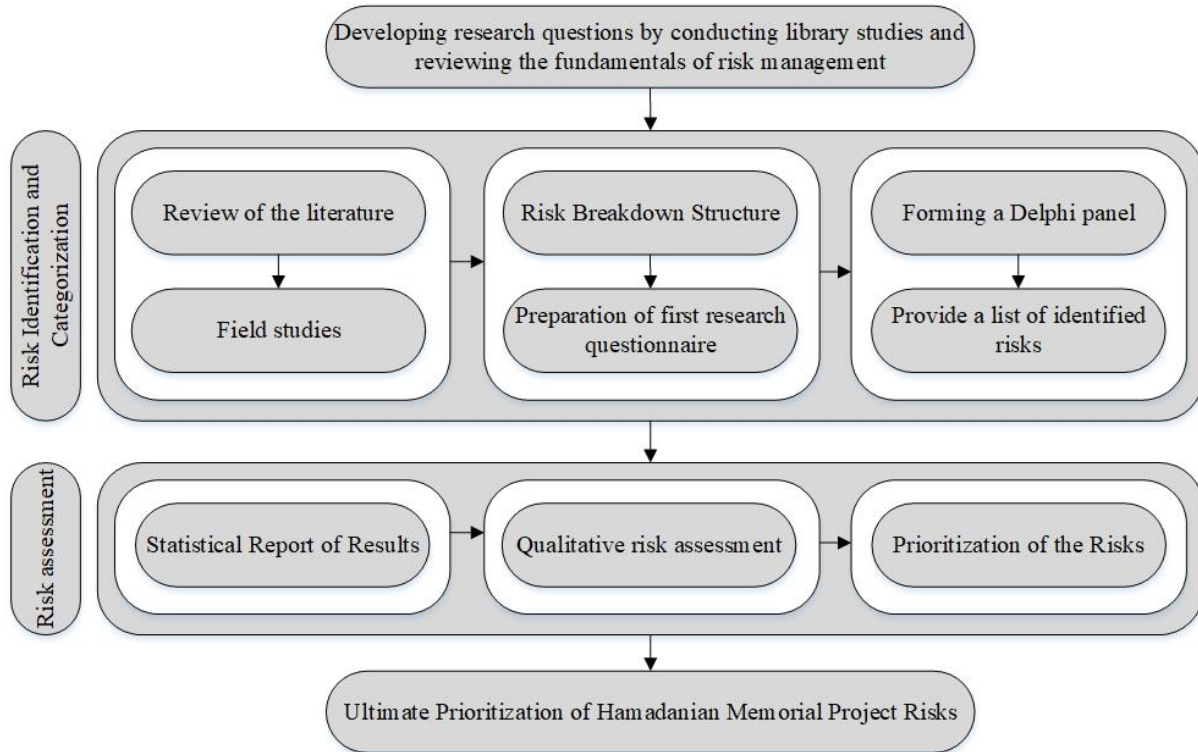 Developing research questions by conducting library studies and
reviewing the fundamentals of risk management
Risk Identification and
Categorization
Review of the literature
Field studies
Risk Breakdown Structure
Preparation of first research
questionnaire
Forming a Delphi panel
Provide a list of identified
risks
Risk assessment
Statistical Report of Results
Qualitative risk assessment
Prioritization of the Risks
Ultimate Prioritization of Hamadanian Memorial Project Risks